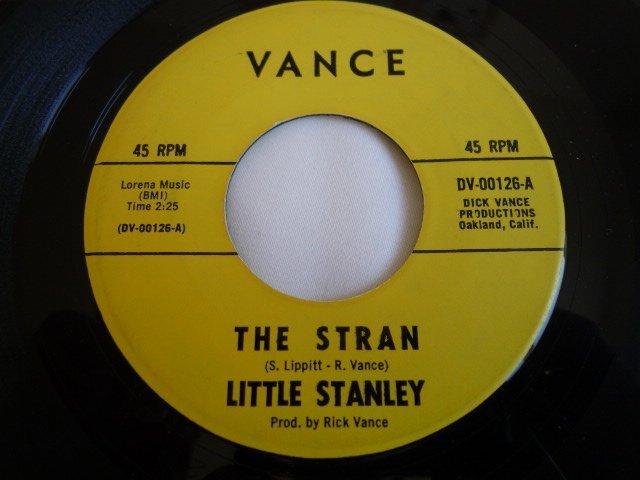 VANCE
45 RPM
45 RPM
Lorena Music
(BMI)
Time 2:25
(DV-00126-A)
DV-00126-A
DICK VANCE
PRODUCTIONS
Oakland, Calif.
THE STRAN
(S. Lippitt - R. Vance)
LITTLE STANLEY
Prod. by Rick Vance